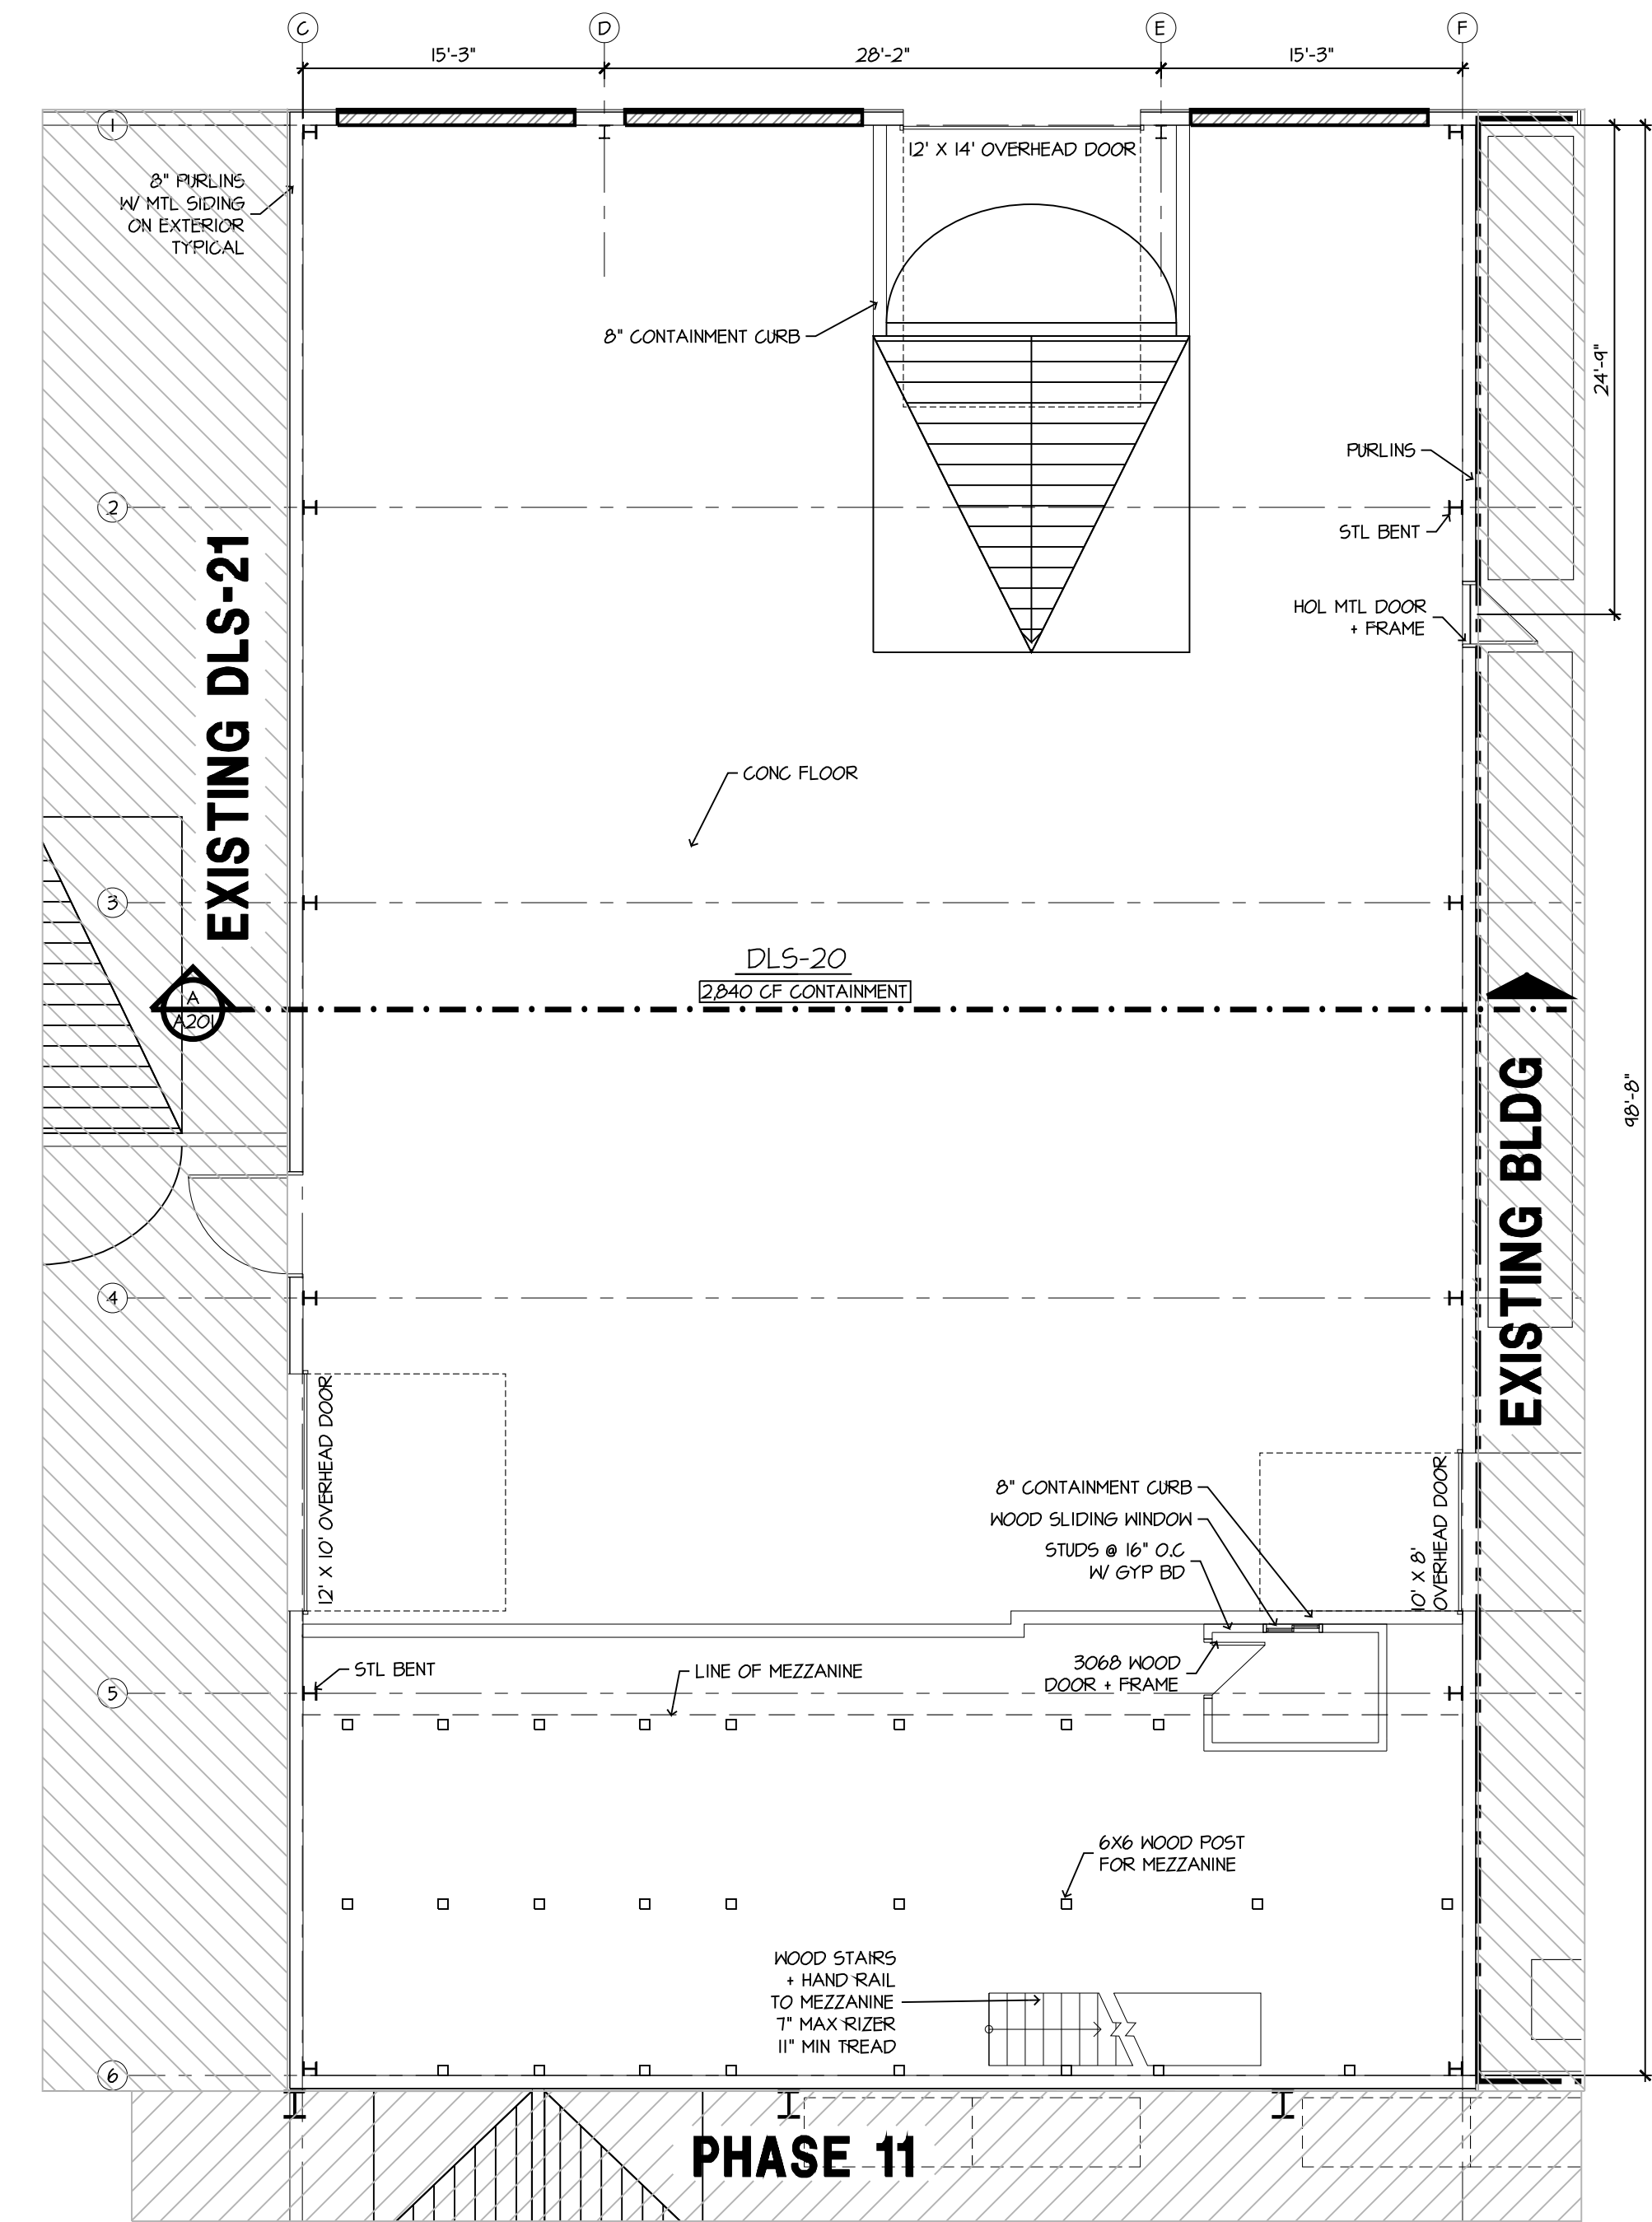 C
D
E
F
15'-3"
28'-2"
15'-3"
1
12' X 14' OVERHEAD DOOR
8" PURLINS
W/ MTL SIDING
ON EXTERIOR
TYPICAL
8" CONTAINMENT CURB
24'-9"
PURLINS
2
STL BENT
EXISTING DLS-21
HOL MTL DOOR
+ FRAME
CONC FLOOR
3
DLS-20
2,840 CF CONTAINMENT
A
A201
98'-8"
EXISTING BLDG
4
12' X 10' OVERHEAD DOOR
10' X 8'
OVERHEAD DOOR
8" CONTAINMENT CURB
WOOD SLIDING WINDOW
STUDS @ 16" O.C
W/ GYP BD
STL BENT
LINE OF MEZZANINE
3068 WOOD
DOOR + FRAME
5
6X6 WOOD POST
FOR MEZZANINE
WOOD STAIRS
+ HAND RAIL
TO MEZZANINE
7" MAX RIZER
11" MIN TREAD
6
PHASE 11